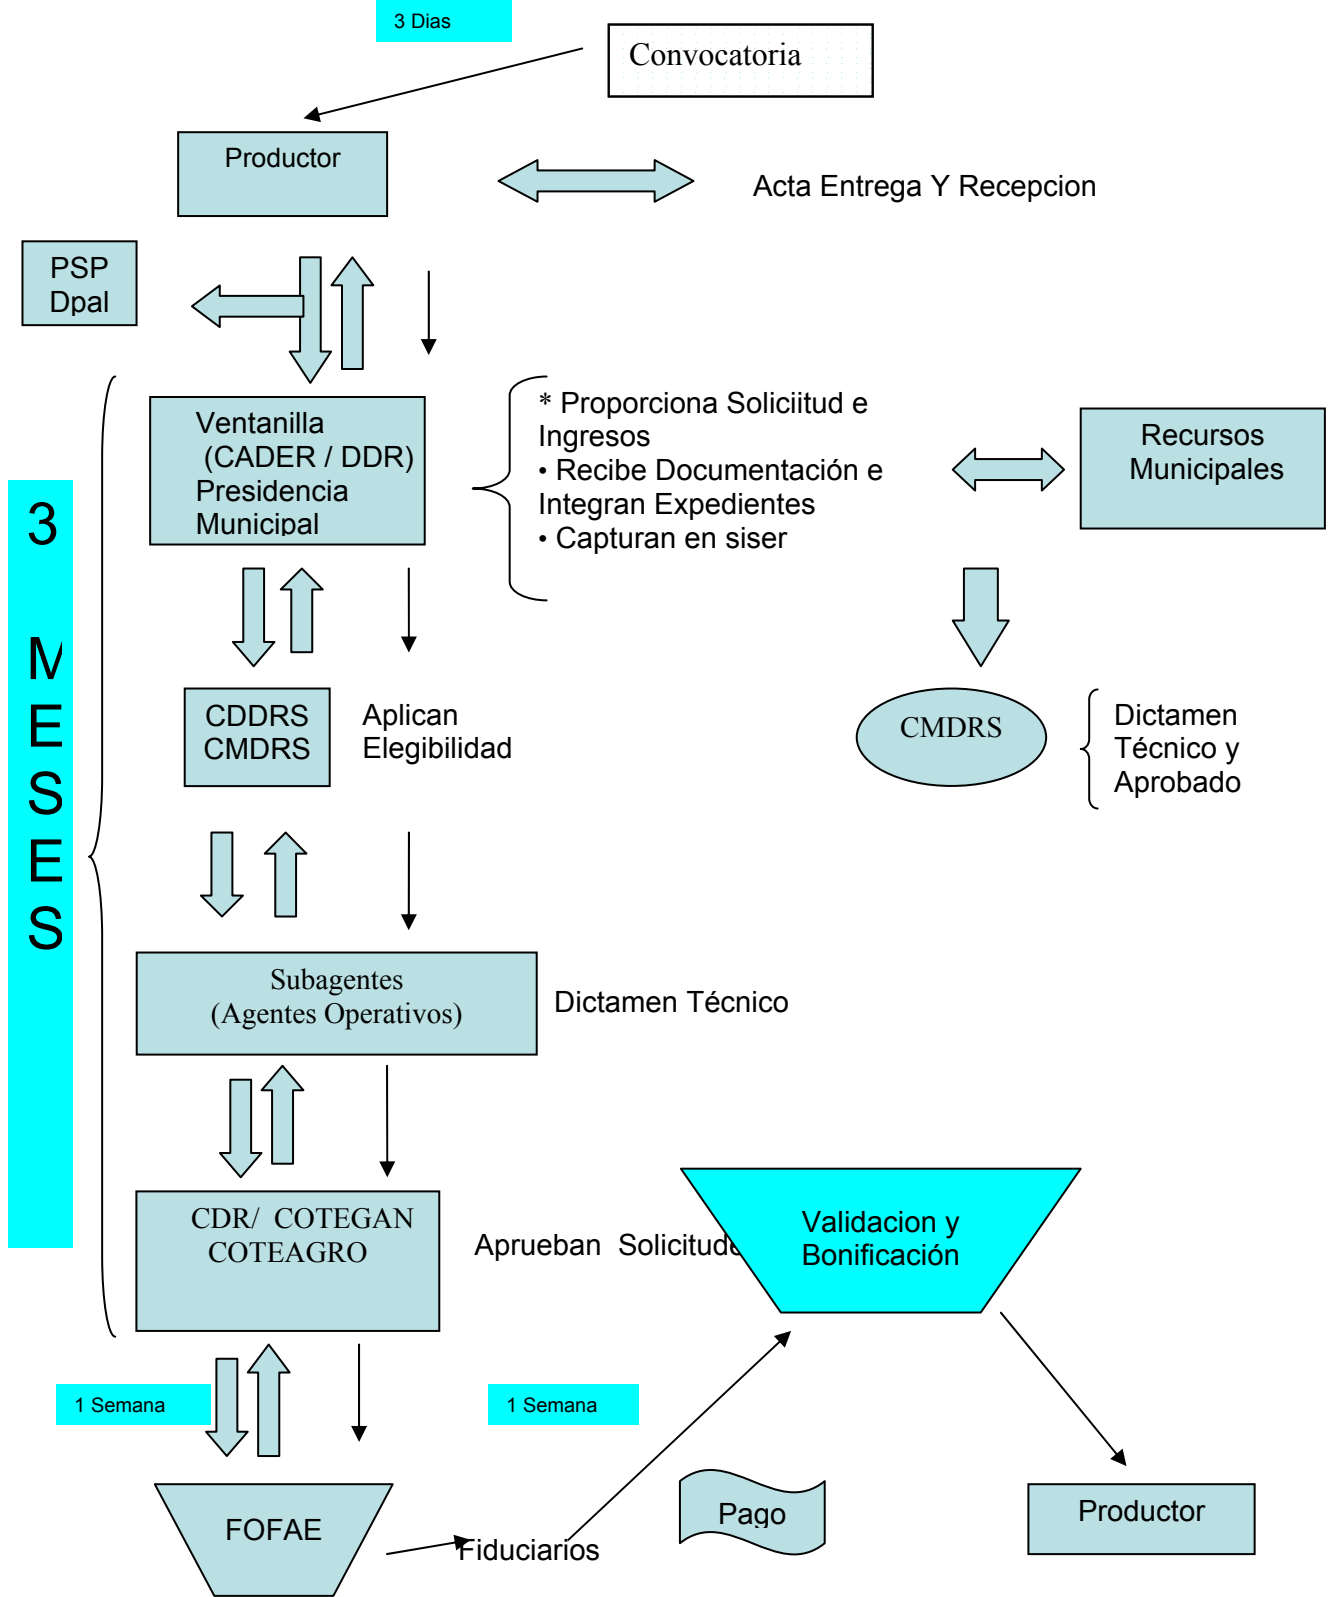 3 Dias
Convocatoria
Productor
Acta Entrega Y Recepcion
PSP
Dpal
Ventanilla
(CADER / DDR)
Presidencia
Municipal
* Proporciona Soliciitud e
Ingresos
• Recibe Documentación e
Integran Expedientes
• Capturan en siser
Recursos
Municipales
3
M
E
S
E
S
CDDRS
CMDRS
Aplican
Elegibilidad
CMDRS
Dictamen
Técnico y
Aprobado
Subagentes
(Agentes Operativos)
Dictamen Técnico
CDR/ COTEGAN
COTEAGRO
Aprueban Solicitude
Validacion y
Bonificación
1 Semana
1 Semana
FOFAE
Fiduciarios
Pago
Productor